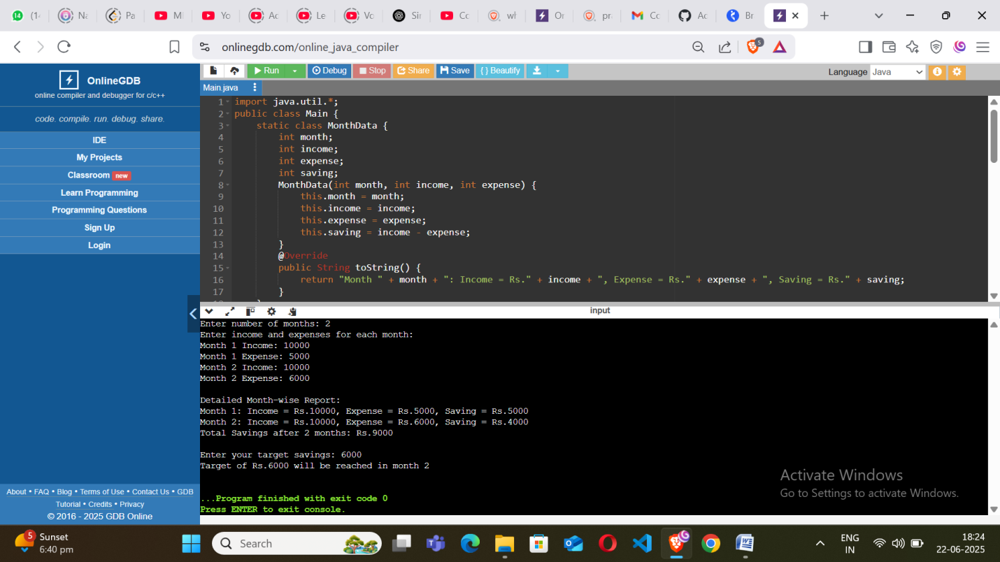 14 (14 Na Pa MI Yo Ac Le Vo Sir Co wh Or pra Co Ac Br
onlinegdb.com/online_java_compiler
5
OnlineGDB
online compiler and debugger for c/c++
code. compile. run. debug. share.
IDE
My Projects
Classroom new
Learn Programming
Programming Questions
Sign Up
Login
About • FAQ • Blog • Terms of Use • Contact Us • GDB
Tutorial • Credits • Privacy
© 2016 - 2025 GDB Online
Run Debug Stop Share Save { } Beautify
Language Java
Main.java
1 import java.util.*;
2 public class Main {
3 static class MonthData {
4 int month;
5 int income;
6 int expense;
7 int saving;
8 MonthData(int month, int income, int expense) {
9 this.month = month;
10 this.income = income;
11 this.expense = expense;
12 this.saving = income - expense;
13 }
14 @Override
15 public String toString() {
16 return "Month " + month + ": Income = Rs." + income + ", Expense = Rs." + expense + ", Saving = Rs." + saving;
17 }
input
Enter number of months: 2
Enter income and expenses for each month:
Month 1 Income: 10000
Month 1 Expense: 5000
Month 2 Income: 10000
Month 2 Expense: 6000
Detailed Month-wise Report:
Month 1: Income = Rs.10000, Expense = Rs.5000, Saving = Rs.5000
Month 2: Income = Rs.10000, Expense = Rs.6000, Saving = Rs.4000
Total Savings after 2 months: Rs.9000
Enter your target savings: 6000
Target of Rs.6000 will be reached in month 2
...Program finished with exit code 0
Press ENTER to exit console.
Activate Windows
Go to Settings to activate Windows.
5
Sunset
6:40 pm
Search
ENG
IN
18:24
22-06-2025